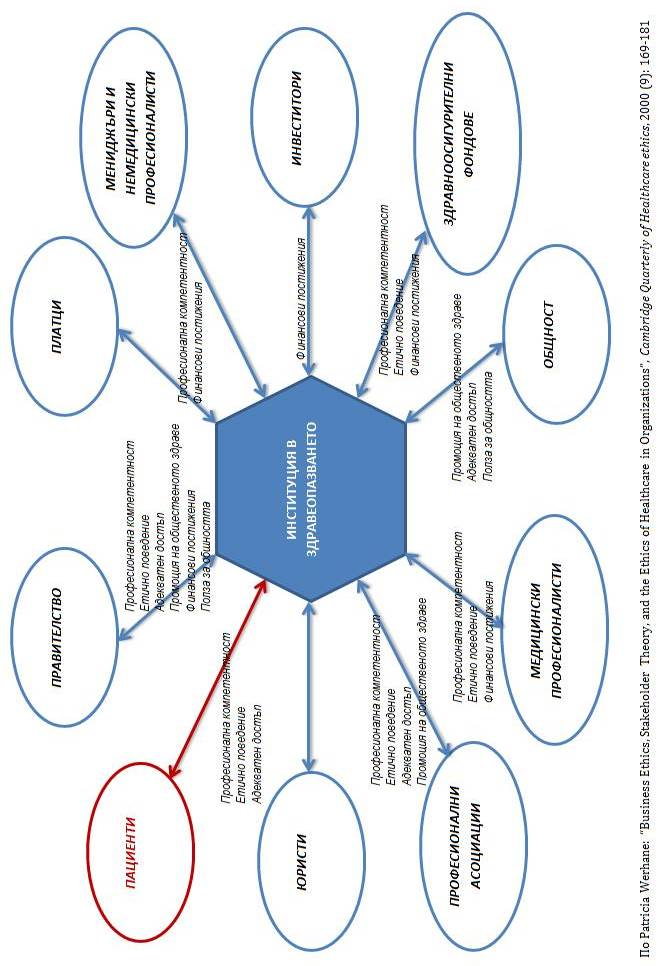 ПРАВИТЕЛСТВО
ПЛАТЦИ
ПАЦИЕНТИ
МЕНИДЖЪРИ И
НЕМЕДИЦИНСКИ
ПРОФЕСИОНАЛИСТИ
Професионална компетентност
Етично поведение
Адекватен достъп
Промоция на общественото здраве
Финансови постижения
Полза за общността
Професионална компетентност
Финансови постижения
Професионална компетентност
Етично поведение
Адекватен достъп
ЮРИСТИ
ИНСТИТУЦИЯ В
ЗДРАВЕОПАЗВАНЕТО
Финансови постижения
ИНВЕСТИТОРИ
Професионална компетентност
Етично поведение
Адекватен достъп
Промоция на общественото здраве
Професионална компетентност
Етично поведение
Финансови постижения
ПРОФЕСИОНАЛНИ
АСОЦИАЦИИ
Професионална компетентност
Етично поведение
Финансови постижения
Промоция на общественото здраве
Адекватен достъп
Полза за общността
ЗДРАВНООСИГУРИТЕЛНИ
ФОНДОВЕ
МЕДИЦИНСКИ
ПРОФЕСИОНАЛИСТИ
ОБЩНОСТ
По Patricia Werhane: "Business Ethics, Stakeholder Theory, and the Ethics of Healthcare in Organizations", Cambridge Quarterly of Healthcare ethics, 2000 (9): 169-181